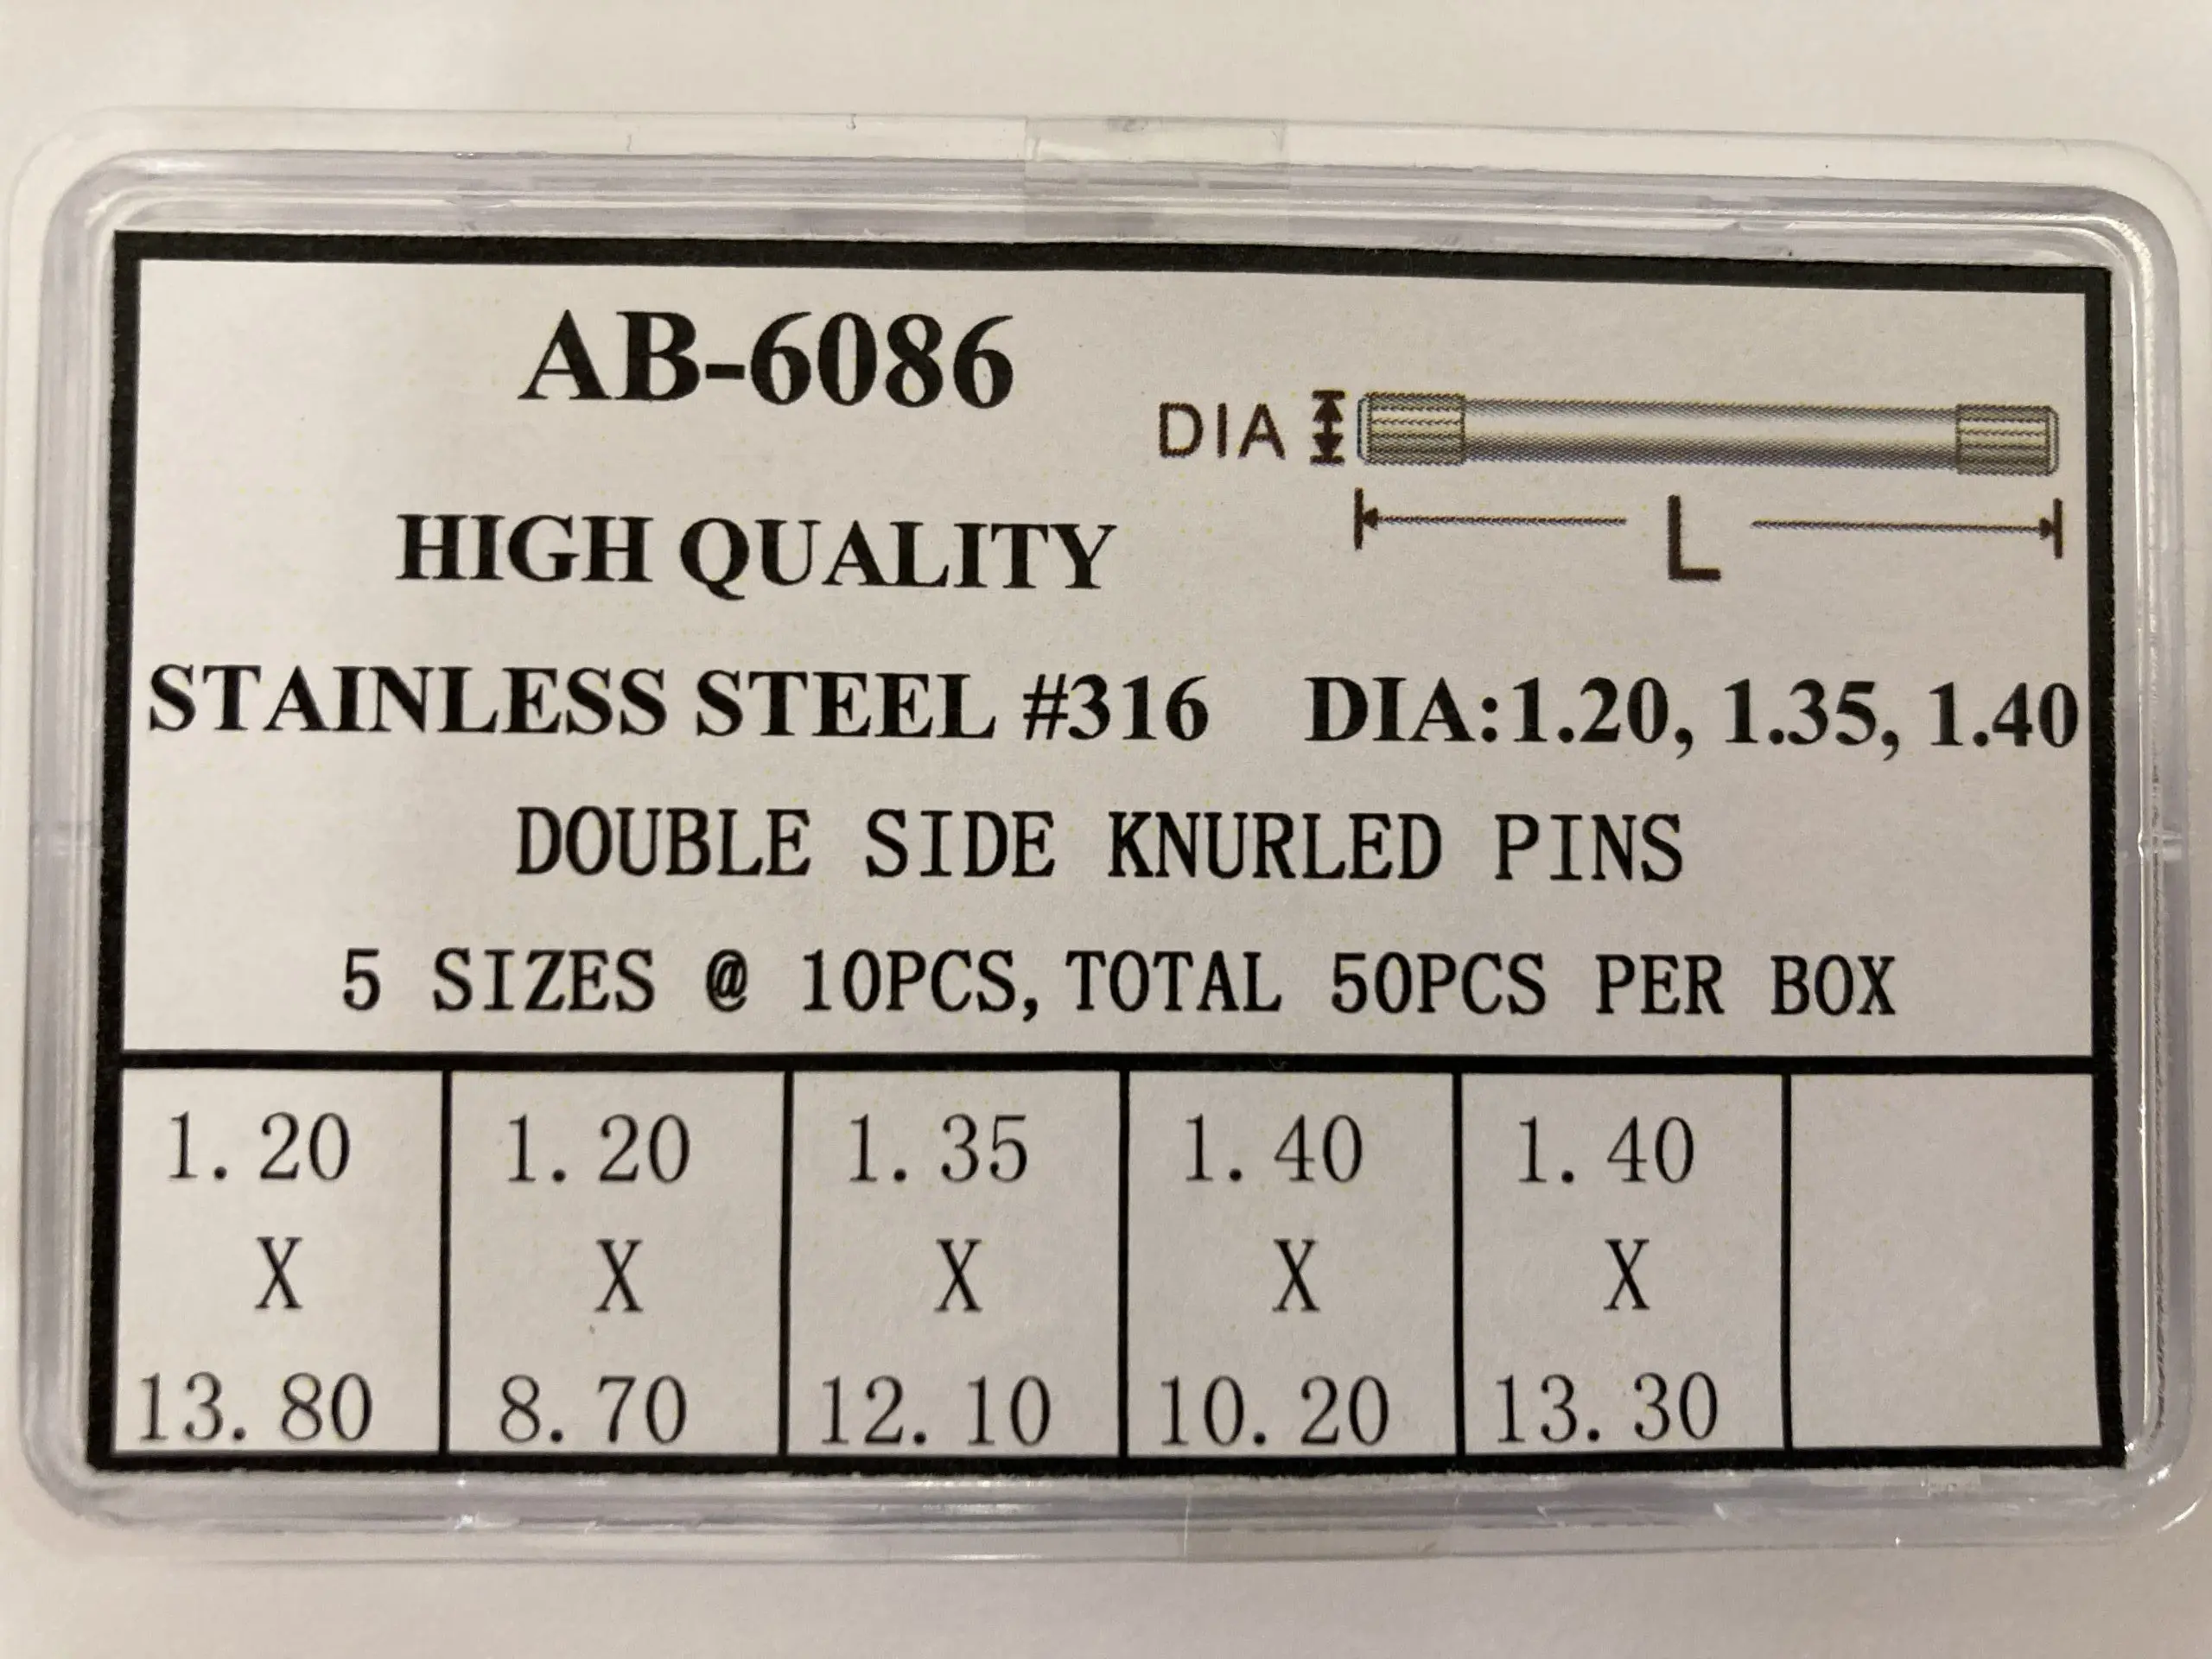 AB-6086
DIA
HIGH QUALITY
L
STAINLESS STEEL #316 DIA:1.20, 1.35, 1.40
DOUBLE SIDE KNURLED PINS
5 SIZES @ 10PCS, TOTAL 50PCS PER BOX
1.20 1.20 1.35 1.40 1.40
X X X X X
13.80 8.70 12.10 10.20 13.30